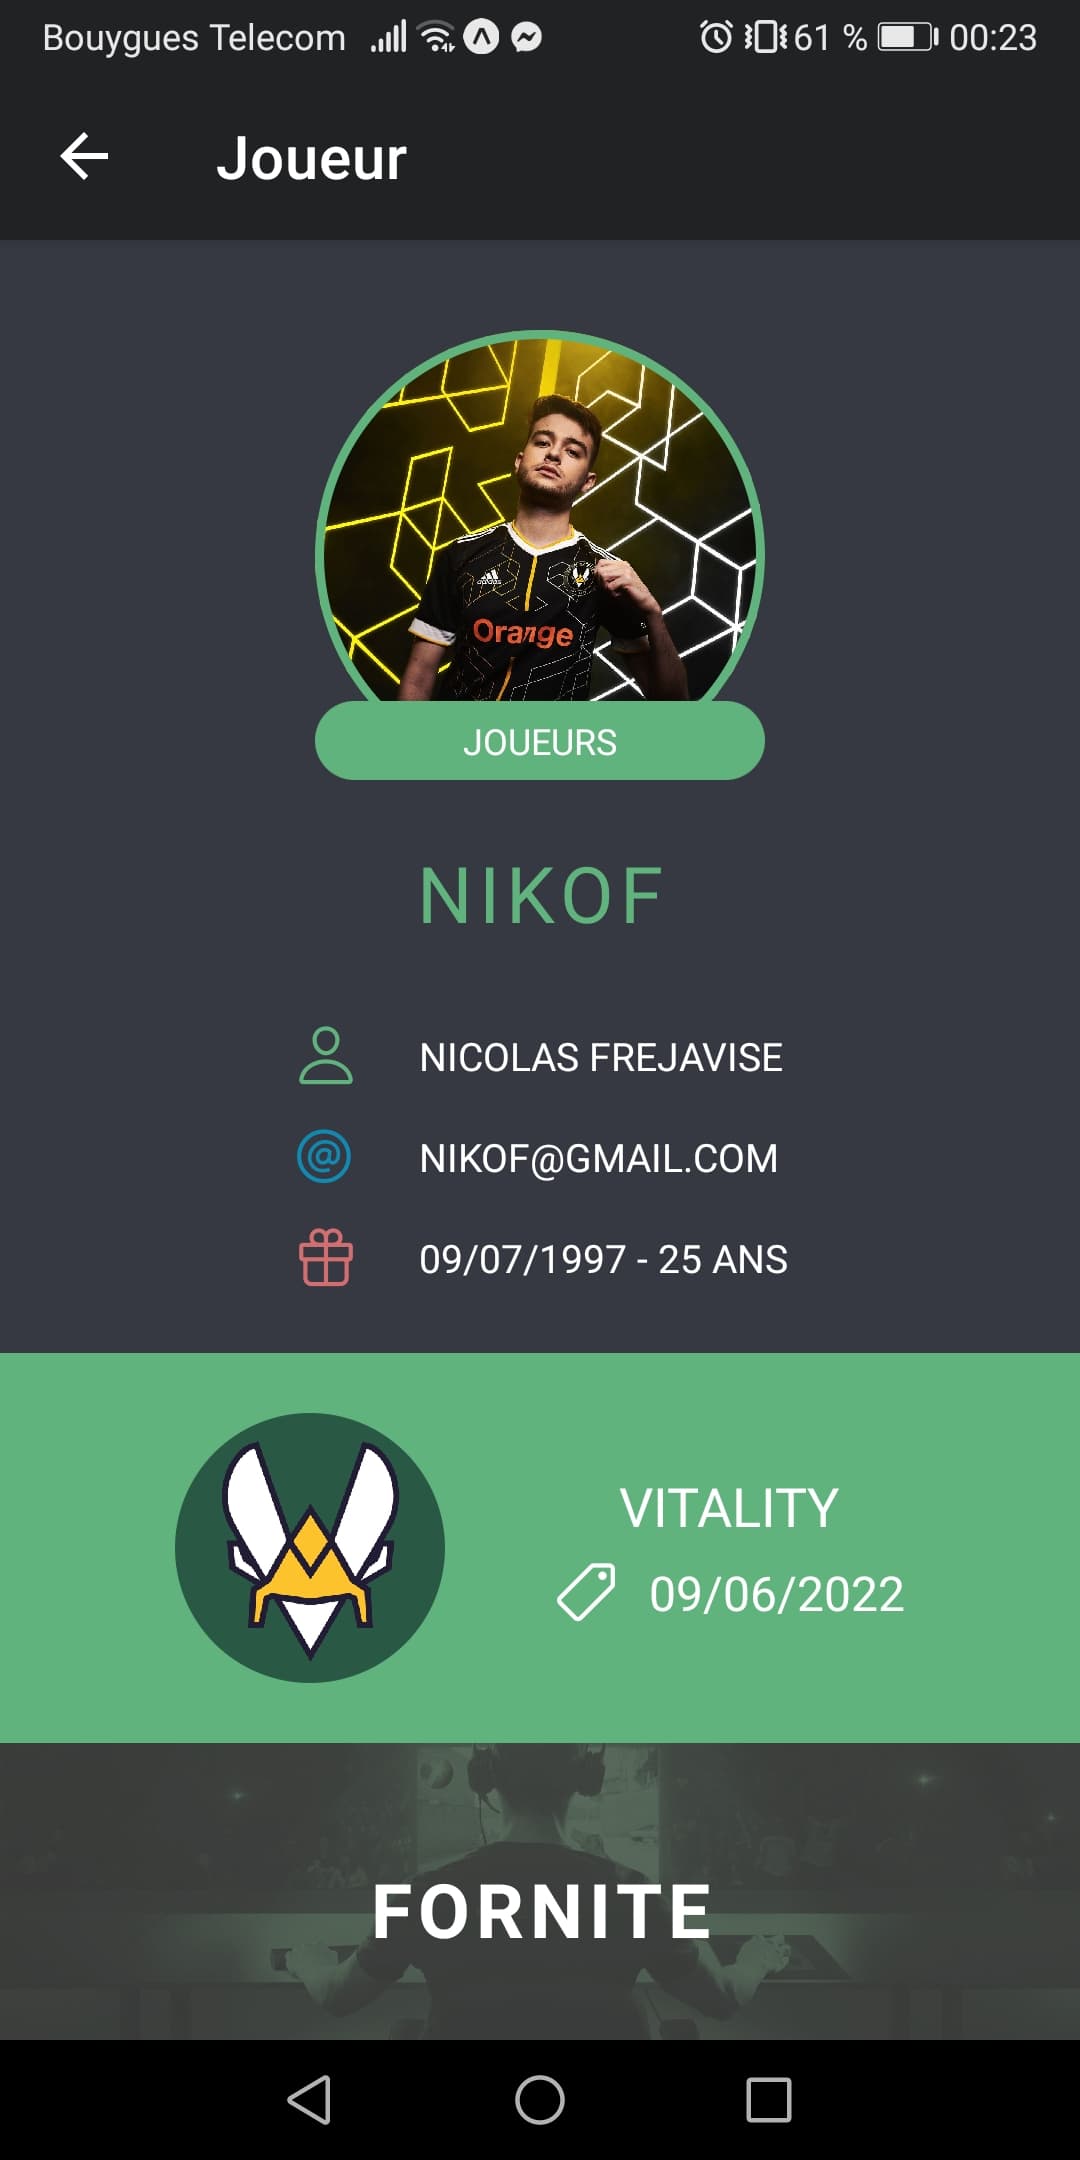 Bouygues Telecom 61 % 00:23
Joueur
adidas
Orange
JOUEURS
NIKOF
NICOLAS FREJAVISE
NIKOF@GMAIL.COM
09/07/1997 - 25 ANS
VITALITY
09/06/2022
FORNITE